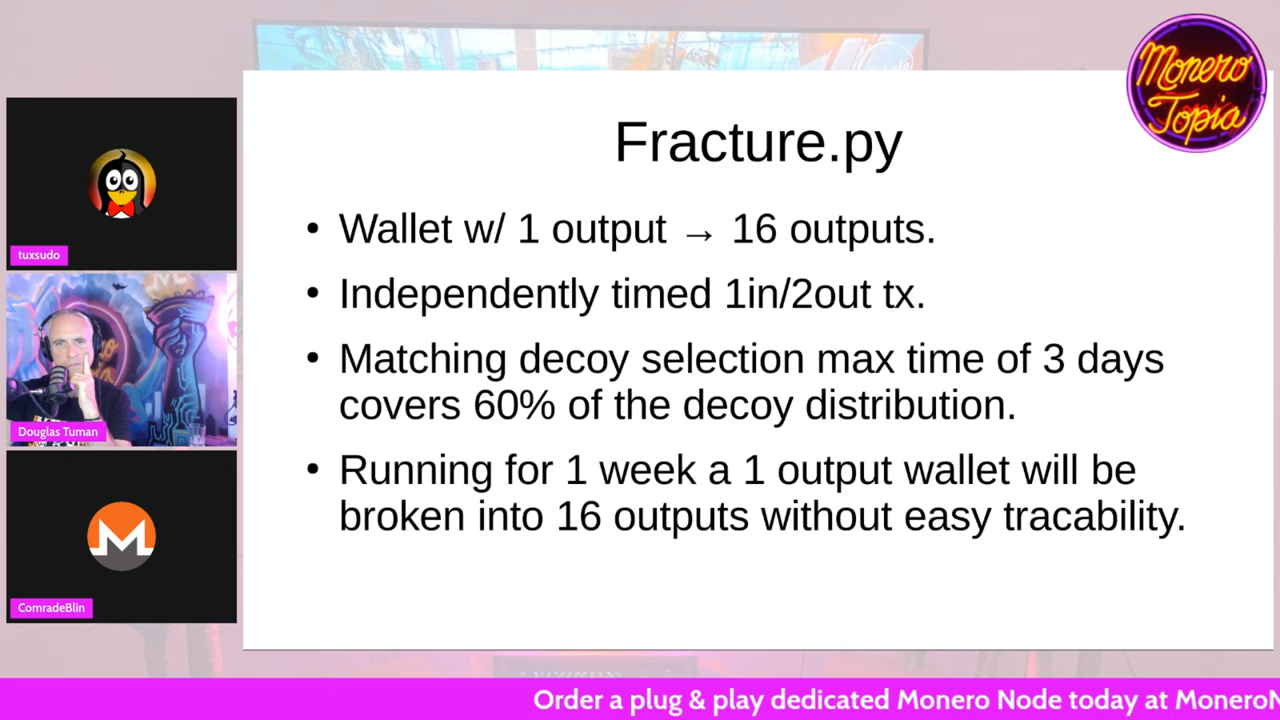 Monero
Topia
Fracture.py
• Wallet w/ 1 output → 16 outputs.
• Independently timed 1in/2out tx.
• Matching decoy selection max time of 3 days
covers 60% of the decoy distribution.
• Running for 1 week a 1 output wallet will be
broken into 16 outputs without easy tracability.
tuxsudo
Douglas Tuman
ComradeBlin
Order a plug & play dedicated Monero Node today at MoneroN